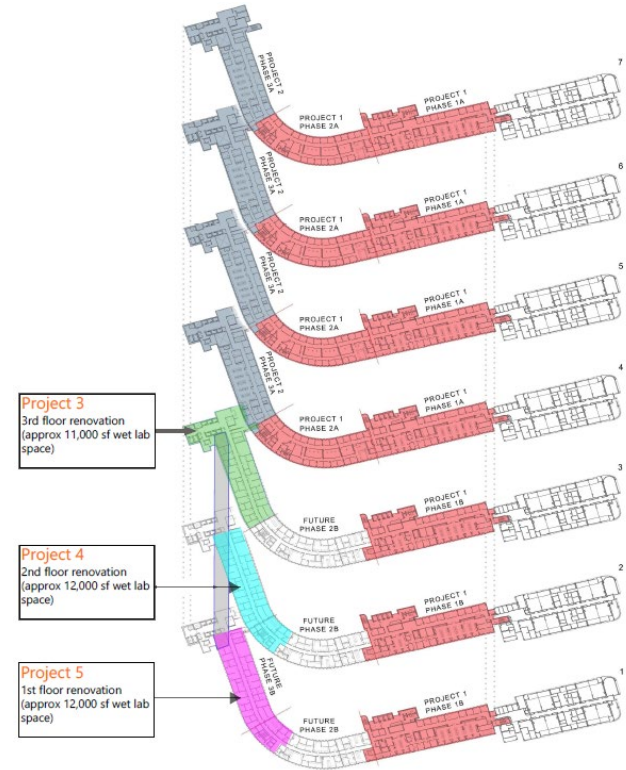 7
PROJECT 2
PHASE 3A
PROJECT 1
PHASE 2A
PROJECT 1
PHASE 1A
6
PROJECT 2
PHASE 3A
PROJECT 1
PHASE 2A
PROJECT 1
PHASE 1A
5
PROJECT 2
PHASE 3A
PROJECT 1
PHASE 2A
PROJECT 1
PHASE 1A
4
PROJECT 2
PHASE 3A
PROJECT 1
PHASE 2A
PROJECT 1
PHASE 1A
Project 3
3rd floor renovation
(approx 11,000 sf wet lab
space)
3
FUTURE
PHASE 2B
PROJECT 1
PHASE 1B
Project 4
2nd floor renovation
(approx 12,000 sf wet lab
space)
2
FUTURE
PHASE 2B
PROJECT 1
PHASE 1B
Project 5
1st floor renovation
(approx 12,000 sf wet lab
space)
1
FUTURE
PHASE 3B
FUTURE
PHASE 2B
PROJECT 1
PHASE 1B